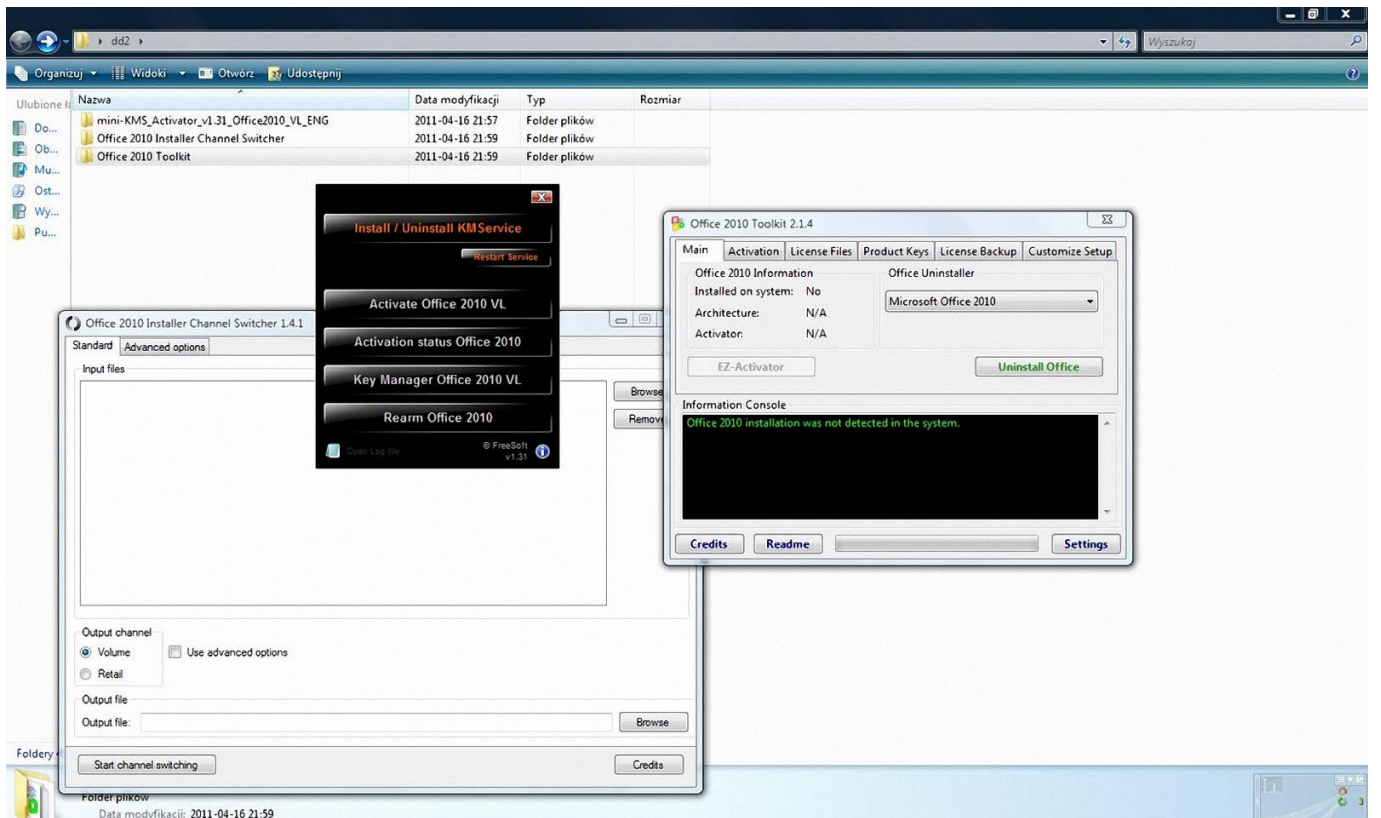 dd2
Wyszukaj
Organizuj
Widoki
Otwórz
Udostępnij
Ulubione
Nazwa
Data modyfikacji
Typ
Rozmiar
mini-KMS_Activator_v1.31_Office2010_VL_ENG
2011-04-16 21:57
Folder plików
Office 2010 Installer Channel Switcher
2011-04-16 21:59
Folder plików
Office 2010 Toolkit
2011-04-16 21:59
Folder plików
Do...
Ob...
Mu...
Ost...
Wy...
Pu...
Install / Uninstall KMService
Restart Service
Activate Office 2010 VL
Activation status Office 2010
Key Manager Office 2010 VL
Rearm Office 2010
Open Log file
© FreeSoft
v1.31
Office 2010 Toolkit 2.1.4
Main
Activation
License Files
Product Keys
License Backup
Customize Setup
Office 2010 Information
Installed on system: No
Architecture: N/A
Activator: N/A
Office Uninstaller
Microsoft Office 2010
EZ-Activator
Uninstall Office
Information Console
Office 2010 installation was not detected in the system.
Credits
Readme
Settings
Office 2010 Installer Channel Switcher 1.4.1
Standard
Advanced options
Input files
Browse
Remove
Output channel
Volume
Use advanced options
Retail
Output file
Output file:
Browse
Start channel switching
Credits
Foldery
Folder plików
Data modyfikacji: 2011-04-16 21:59